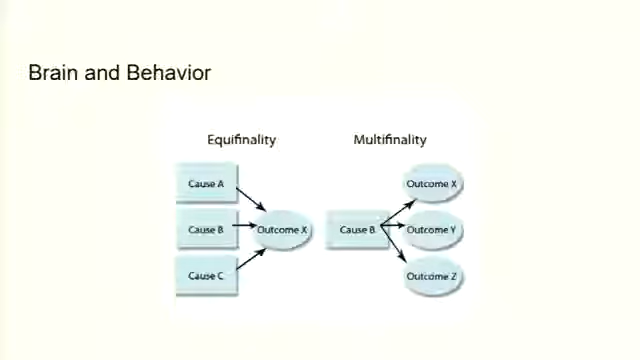 Brain and Behavior
Equifinality
Multifinality
Cause A
Cause B
Cause C
Outcome X
Cause B
Outcome X
Outcome Y
Outcome Z